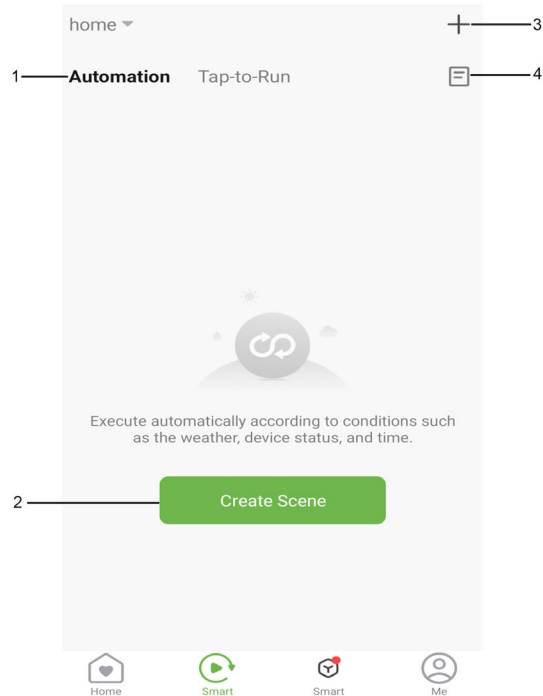 home
3
1
Automation
Tap-to-Run
4
Execute automatically according to conditions such
as the weather, device status, and time.
2
Create Scene
Home
Smart
Smart
Me